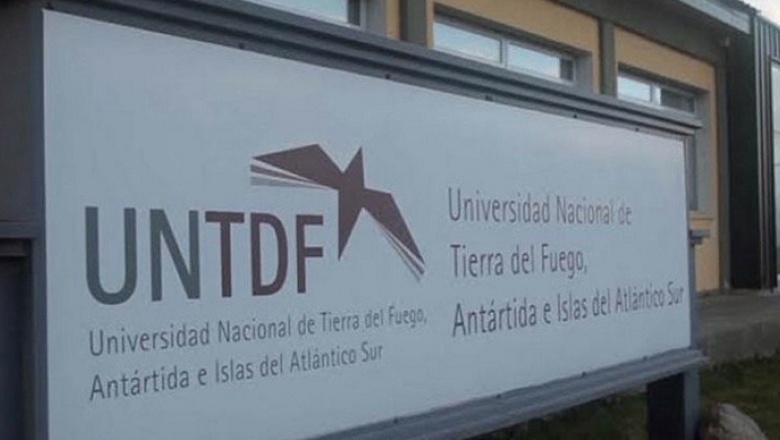 UNTDF
Universidad Nacional de Tierra del Fuego,
Antártida e Islas del Atlántico Sur
Universidad Nacional de
Tierra del Fuego,
Antártida e Islas del Atlántico Sur